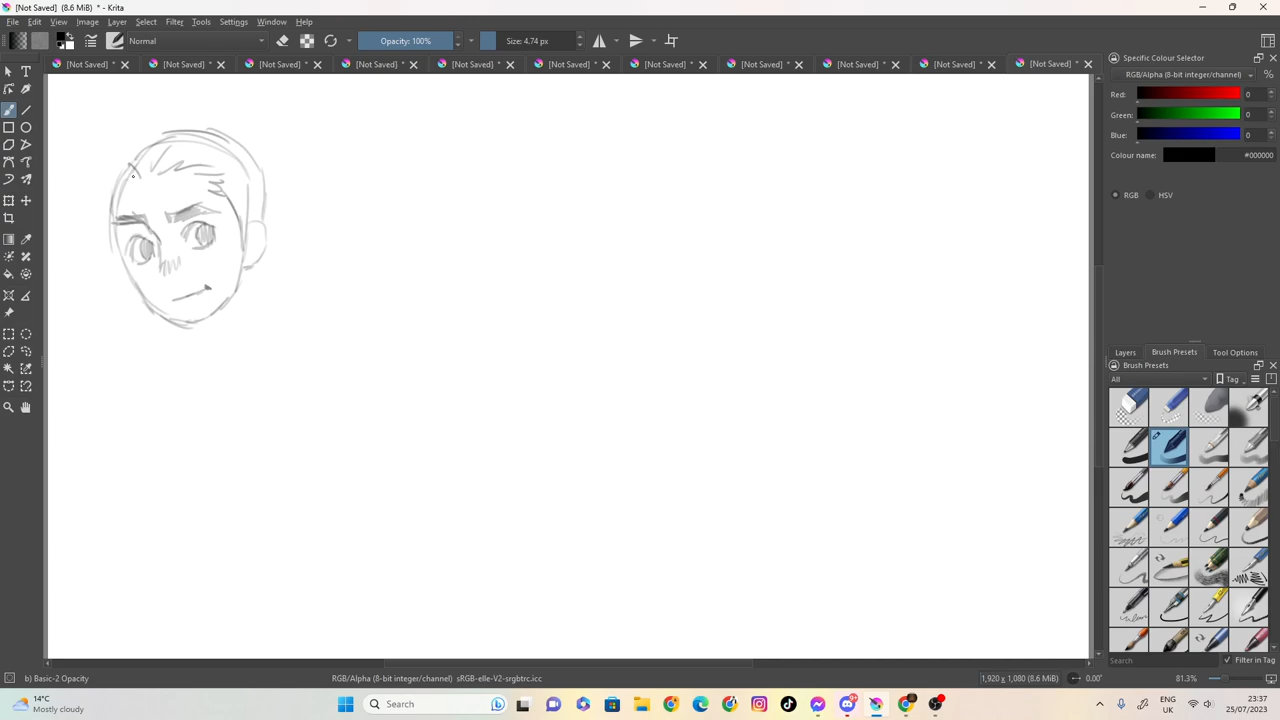 [Not Saved] (8.6 MiB) * - Krita
File Edit View Image Layer Select Filter Tools Settings Window Help
Normal Opacity: 100% Size: 4.74 px
[Not Saved] * [Not Saved] * [Not Saved] * [Not Saved] * [Not Saved] * [Not Saved] * [Not Saved] * [Not Saved] * [Not Saved] * [Not Saved] * [Not Saved] *
Specific Colour Selector
RGB/Alpha (8-bit integer/channel) %
Red: 0
Green: 0
Blue: 0
Colour name: #000000
RGB HSV
Layers Brush Presets Tool Options
Brush Presets
All Tag
Search Filter in Tag
b) Basic-2 Opacity RGB/Alpha (8-bit integer/channel) sRGB-elle-V2-srgbtrc.icc 1,920 x 1,080 (8.6 MiB) 0.00° 81.3%
14°C
Mostly cloudy
Search
ENG
UK
23:37
25/07/2023